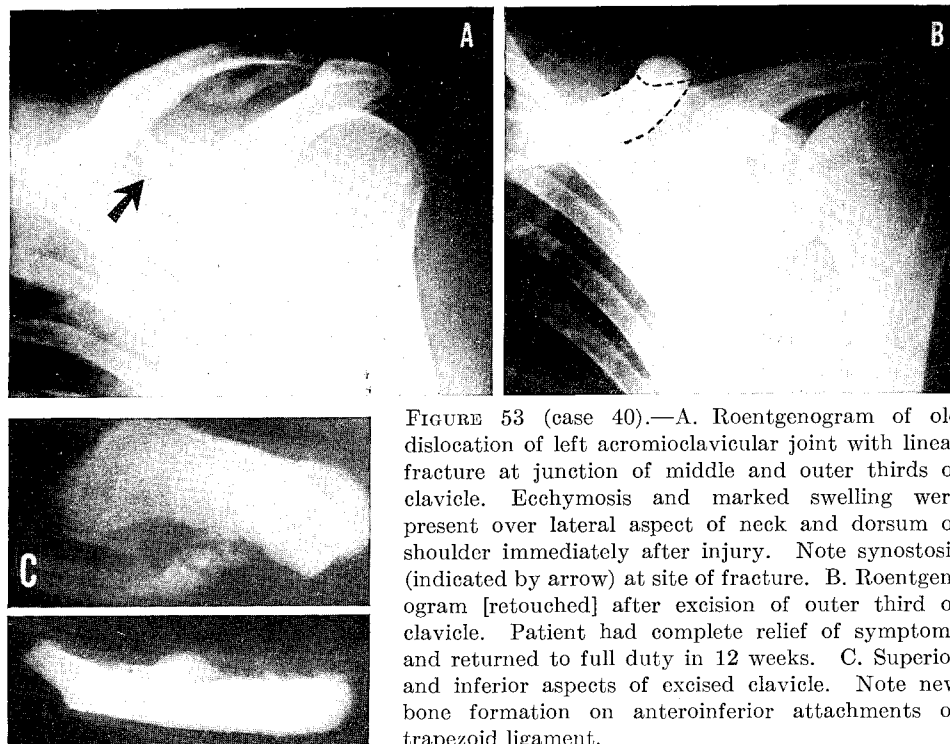 A
B
C
FIGURE 53 (case 40).—A. Roentgenogram of ol
dislocation of left acromioclavicular joint with linea
fracture at junction of middle and outer thirds o
clavicle. Ecchymosis and marked swelling wer
present over lateral aspect of neck and dorsum o
shoulder immediately after injury. Note synostosi
(indicated by arrow) at site of fracture. B. Roentgen
ogram [retouched] after excision of outer third o
clavicle. Patient had complete relief of symptom
and returned to full duty in 12 weeks. C. Superio
and inferior aspects of excised clavicle. Note new
bone formation on anteroinferior attachments o
trapezoid ligament.